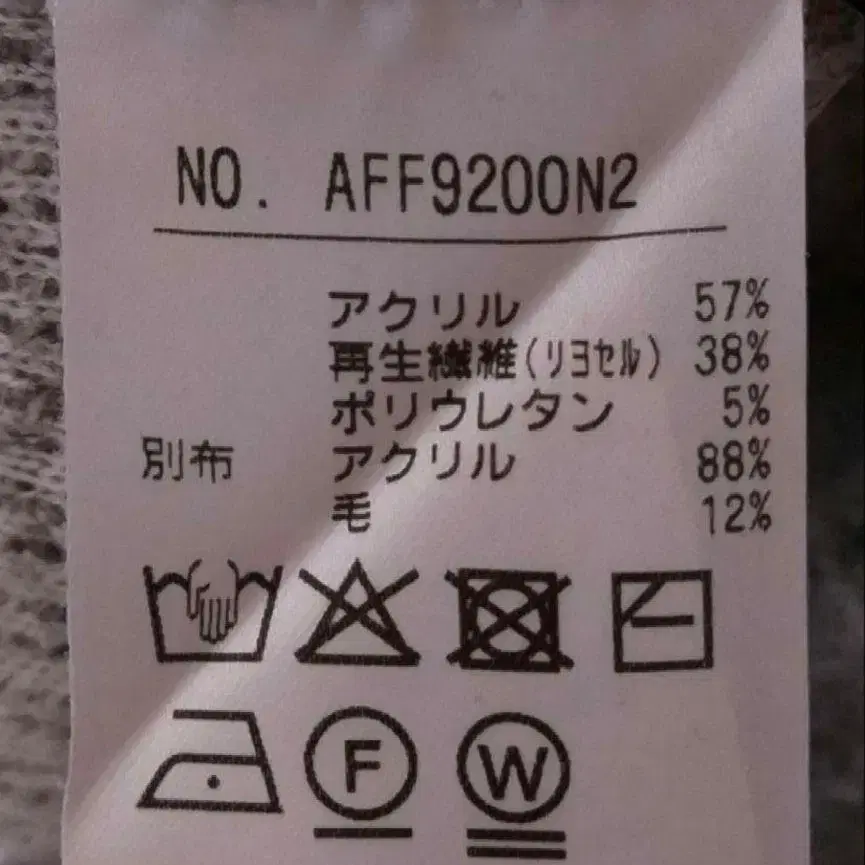 NO. AFF9200N2
アクリル 57%
再生繊維(ﾘﾖｾﾙ) 38%
ポリウレタン 5%
別布 アクリル 88%
毛 12%
F W